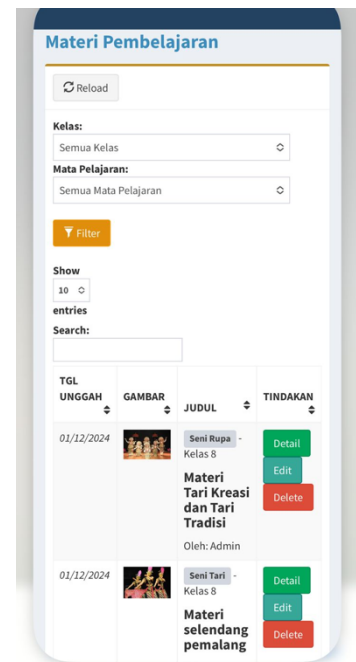 Materi Pembelajaran
Reload
Kelas:
Semua Kelas
Mata Pelajaran:
Semua Mata Pelajaran
Filter
Show
10
entries
Search:
TGL
UNGGAH
GAMBAR
JUDUL
TINDAKAN
01/12/2024
Seni Rupa -
Kelas 8
Materi
Tari Kreasi
dan Tari
Tradisi
Oleh: Admin
Detail
Edit
Delete
01/12/2024
Seni Tari -
Kelas 8
Materi
selendang
pemalang
Detail
Edit
Delete